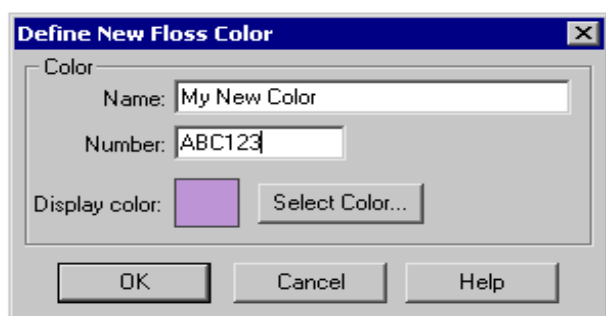 Define New Floss Color
Color
Name: My New Color
Number: ABC123
Display color: Select Color...
OK Cancel Help